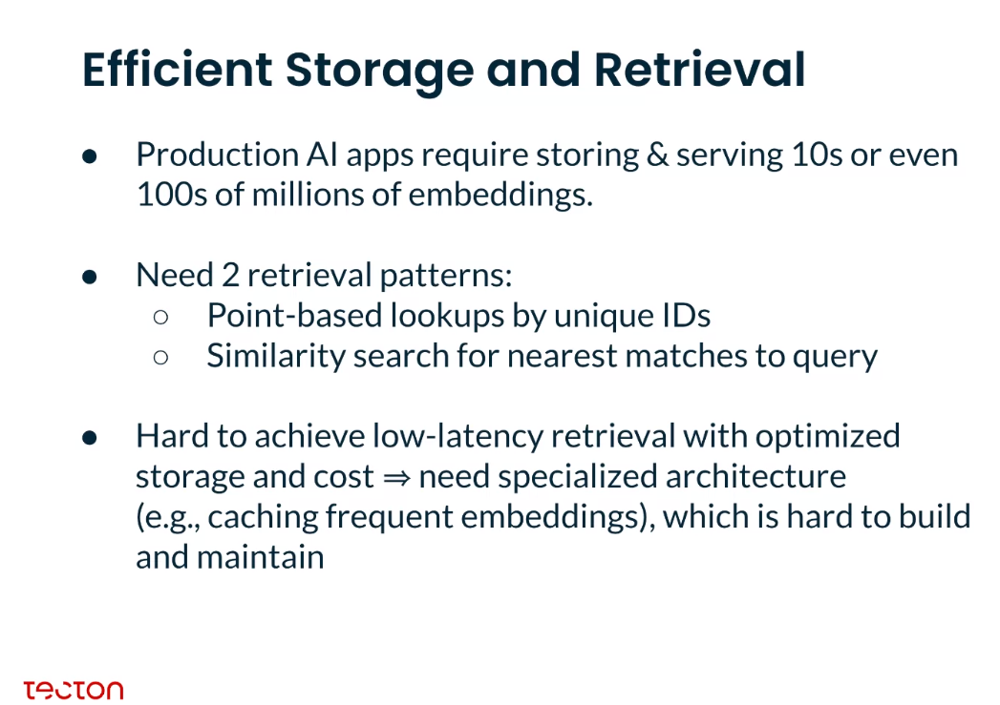 Efficient Storage and Retrieval
● Production AI apps require storing & serving 10s or even
100s of millions of embeddings.
● Need 2 retrieval patterns:
○ Point-based lookups by unique IDs
○ Similarity search for nearest matches to query
● Hard to achieve low-latency retrieval with optimized
storage and cost ⇒ need specialized architecture
(e.g., caching frequent embeddings), which is hard to build
and maintain
tecton